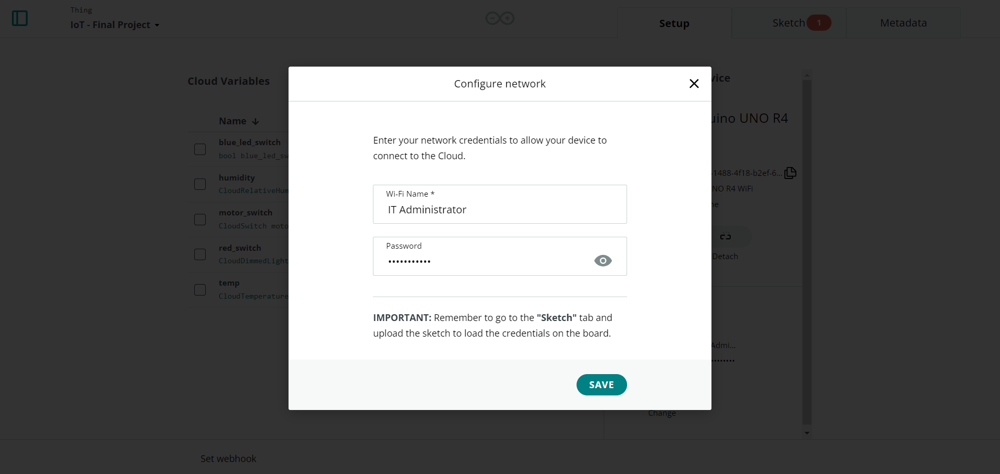 Thing
IoT - Final Project
Setup
Sketch 1
Metadata
Cloud Variables
Name
blue_led_switch
bool blue_led_sw
humidity
CloudRelativeHum
motor_switch
CloudSwitch moto
red_switch
CloudDimmedLight
temp
CloudTemperature
Configure network
Enter your network credentials to allow your device to
connect to the Cloud.
Wi-Fi Name *
IT Administrator
Password
•••••••••••
IMPORTANT: Remember to go to the "Sketch" tab and
upload the sketch to load the credentials on the board.
SAVE
vice
uino UNO R4
-1488-4f18-b2ef-6...
NO R4 WiFi
ne
Detach
Admi...
Change
Set webhook